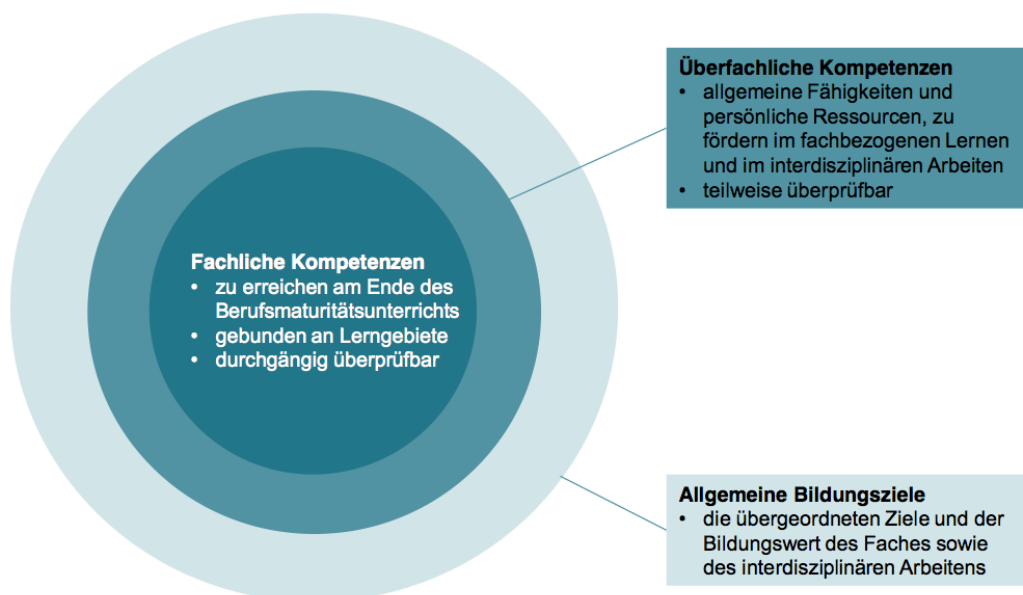 Überfachliche Kompetenzen
• allgemeine Fähigkeiten und
persönliche Ressourcen, zu
fördern im fachbezogenen Lernen
und im interdisziplinären Arbeiten
• teilweise überprüfbar
Fachliche Kompetenzen
• zu erreichen am Ende des
Berufsmaturitätsunterrichts
• gebunden an Lerngebiete
• durchgängig überprüfbar
Allgemeine Bildungsziele
• die übergeordneten Ziele und der
Bildungswert des Faches sowie
des interdisziplinären Arbeitens